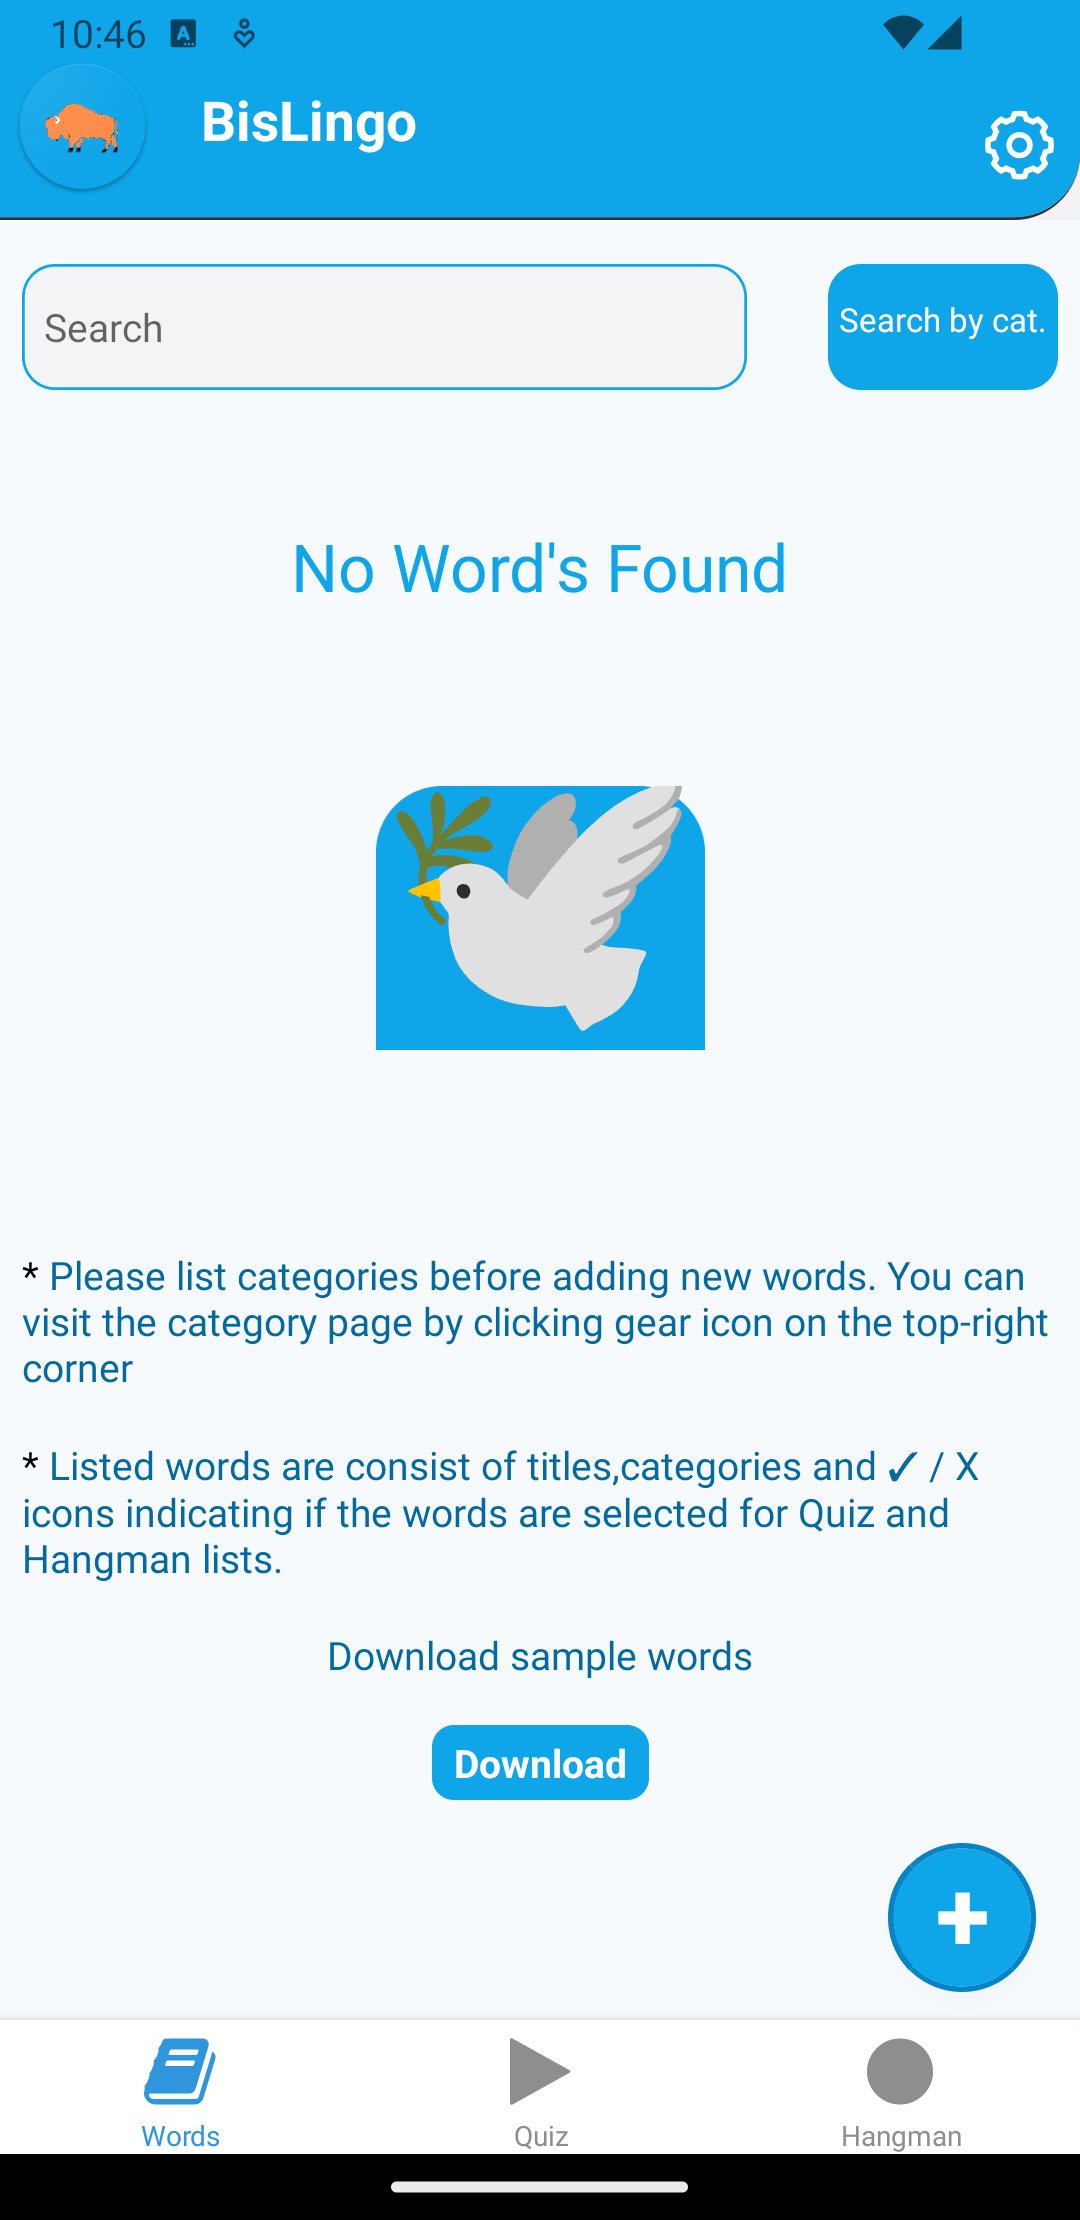 10:46
BisLingo
Search
Search by cat.
No Word's Found
* Please list categories before adding new words. You can
visit the category page by clicking gear icon on the top-right
corner
* Listed words are consist of titles,categories and ✓ / X
icons indicating if the words are selected for Quiz and
Hangman lists.
Download sample words
Download
Words
Quiz
Hangman